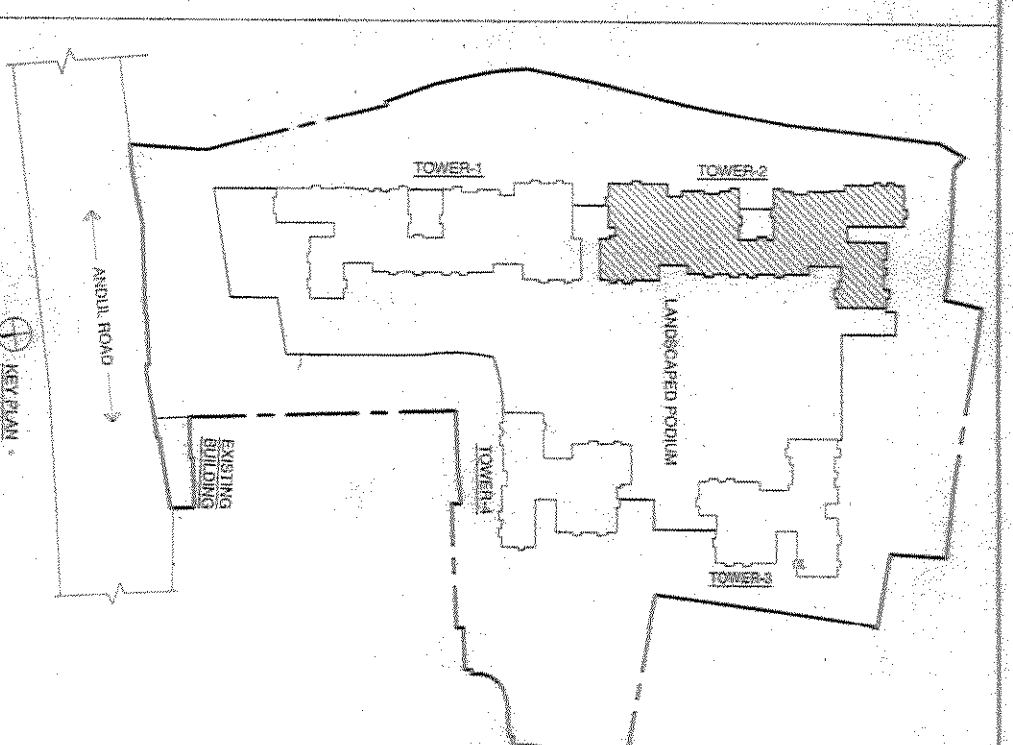 TOWER-1
TOWER-2
LANDSCAPED PODIUM
ANDUL ROAD
KEY PLAN
EXISTING
BUILDING
TOWER-4
TOWER-3